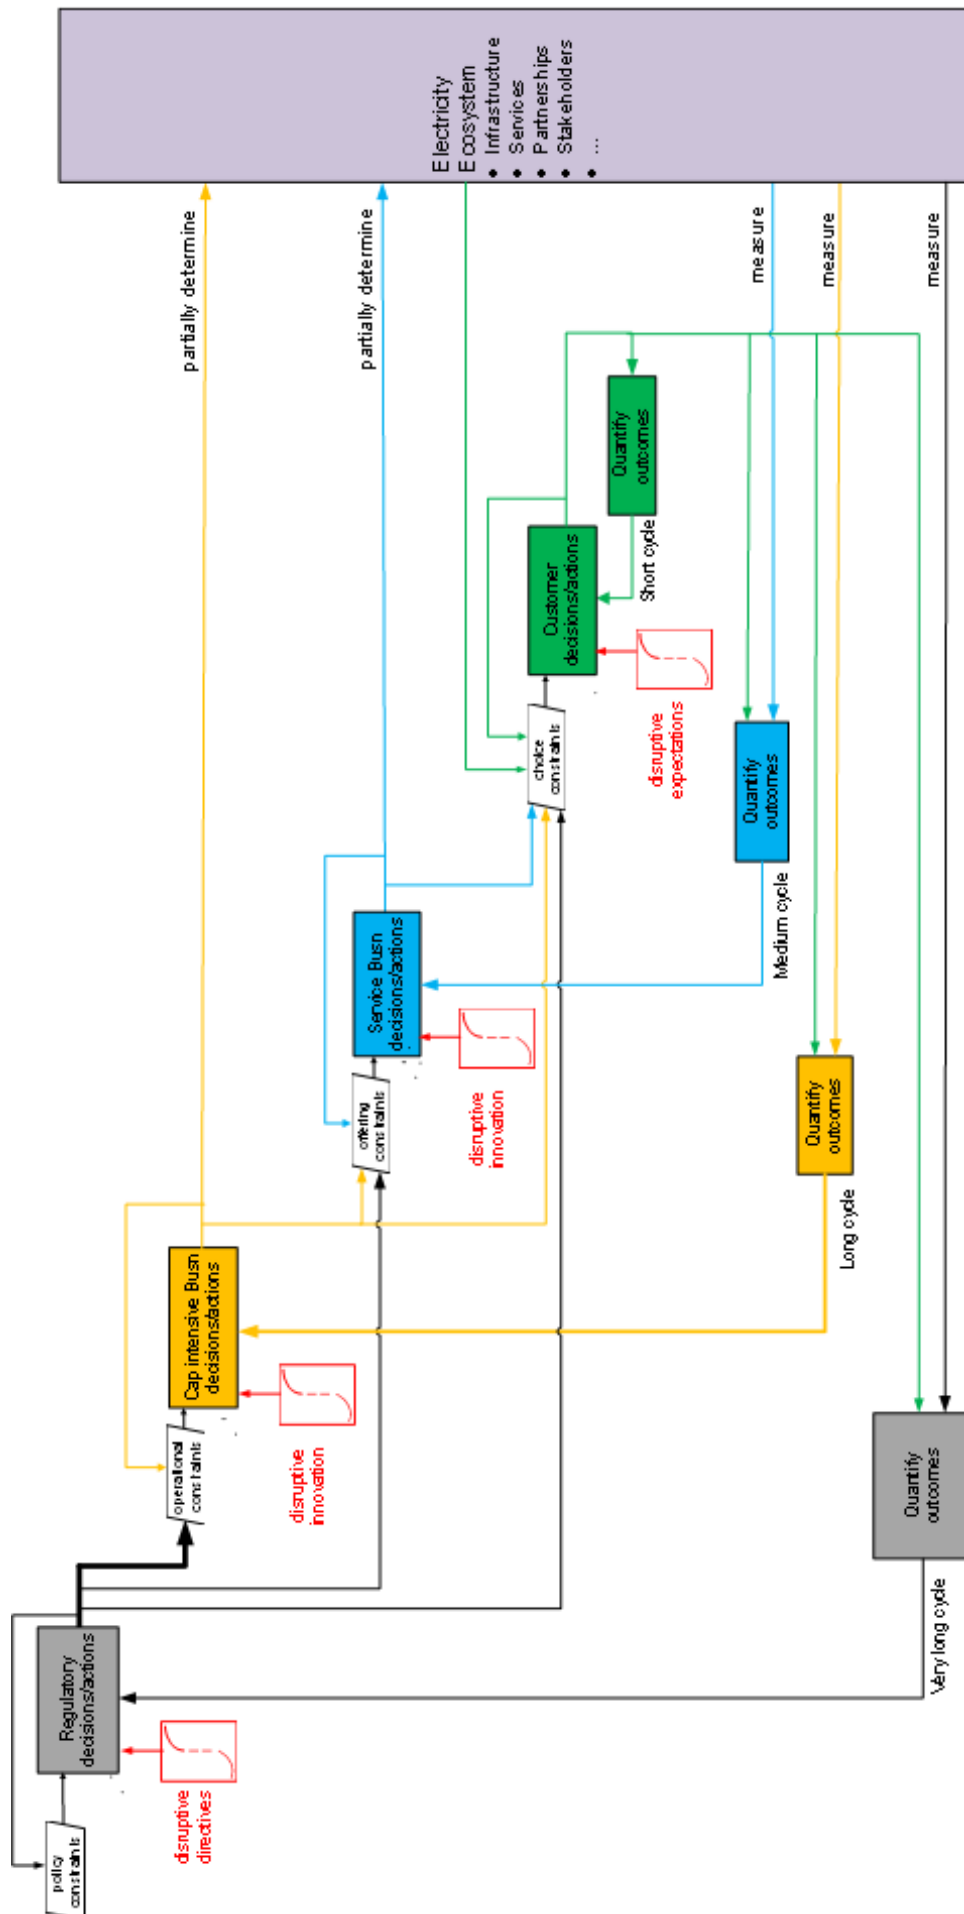 policy
constraints
Regulatory
decisions/actions
disruptive
directives
operational
constraints
Cap intensive Busn
decisions/actions
disruptive
innovation
offering
constraints
Service Busn
decisions/actions
disruptive
innovation
choice
constraints
Customer
decisions/actions
disruptive
expectations
Quantify
outcomes
Short cycle
Quantify
outcomes
Medium cycle
Quantify
outcomes
Long cycle
Quantify
outcomes
Very long cycle
partially determine
partially determine
measure
measure
measure
Electricity
Ecosystem
• Infrastructure
• Services
• Partnerships
• Stakeholders
• ...